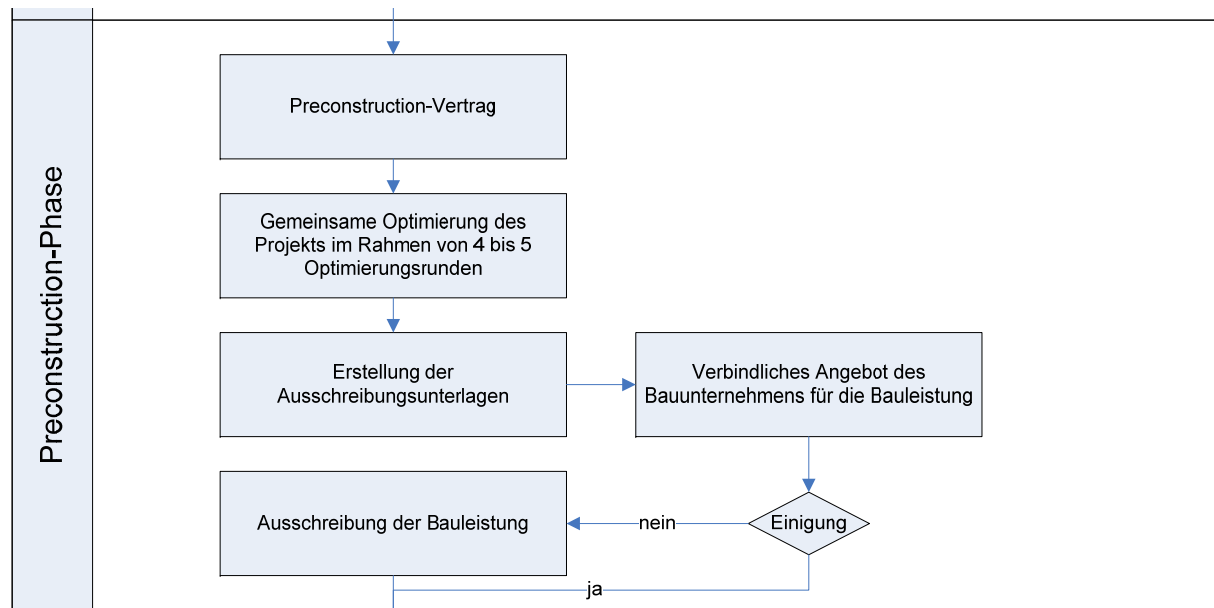 Preconstruction-Phase
Preconstruction-Vertrag
Gemeinsame Optimierung des
Projekts im Rahmen von 4 bis 5
Optimierungsrunden
Erstellung der
Ausschreibungsunterlagen
Verbindliches Angebot des
Bauunternehmens für die Bauleistung
Einigung
nein
Ausschreibung der Bauleistung
ja